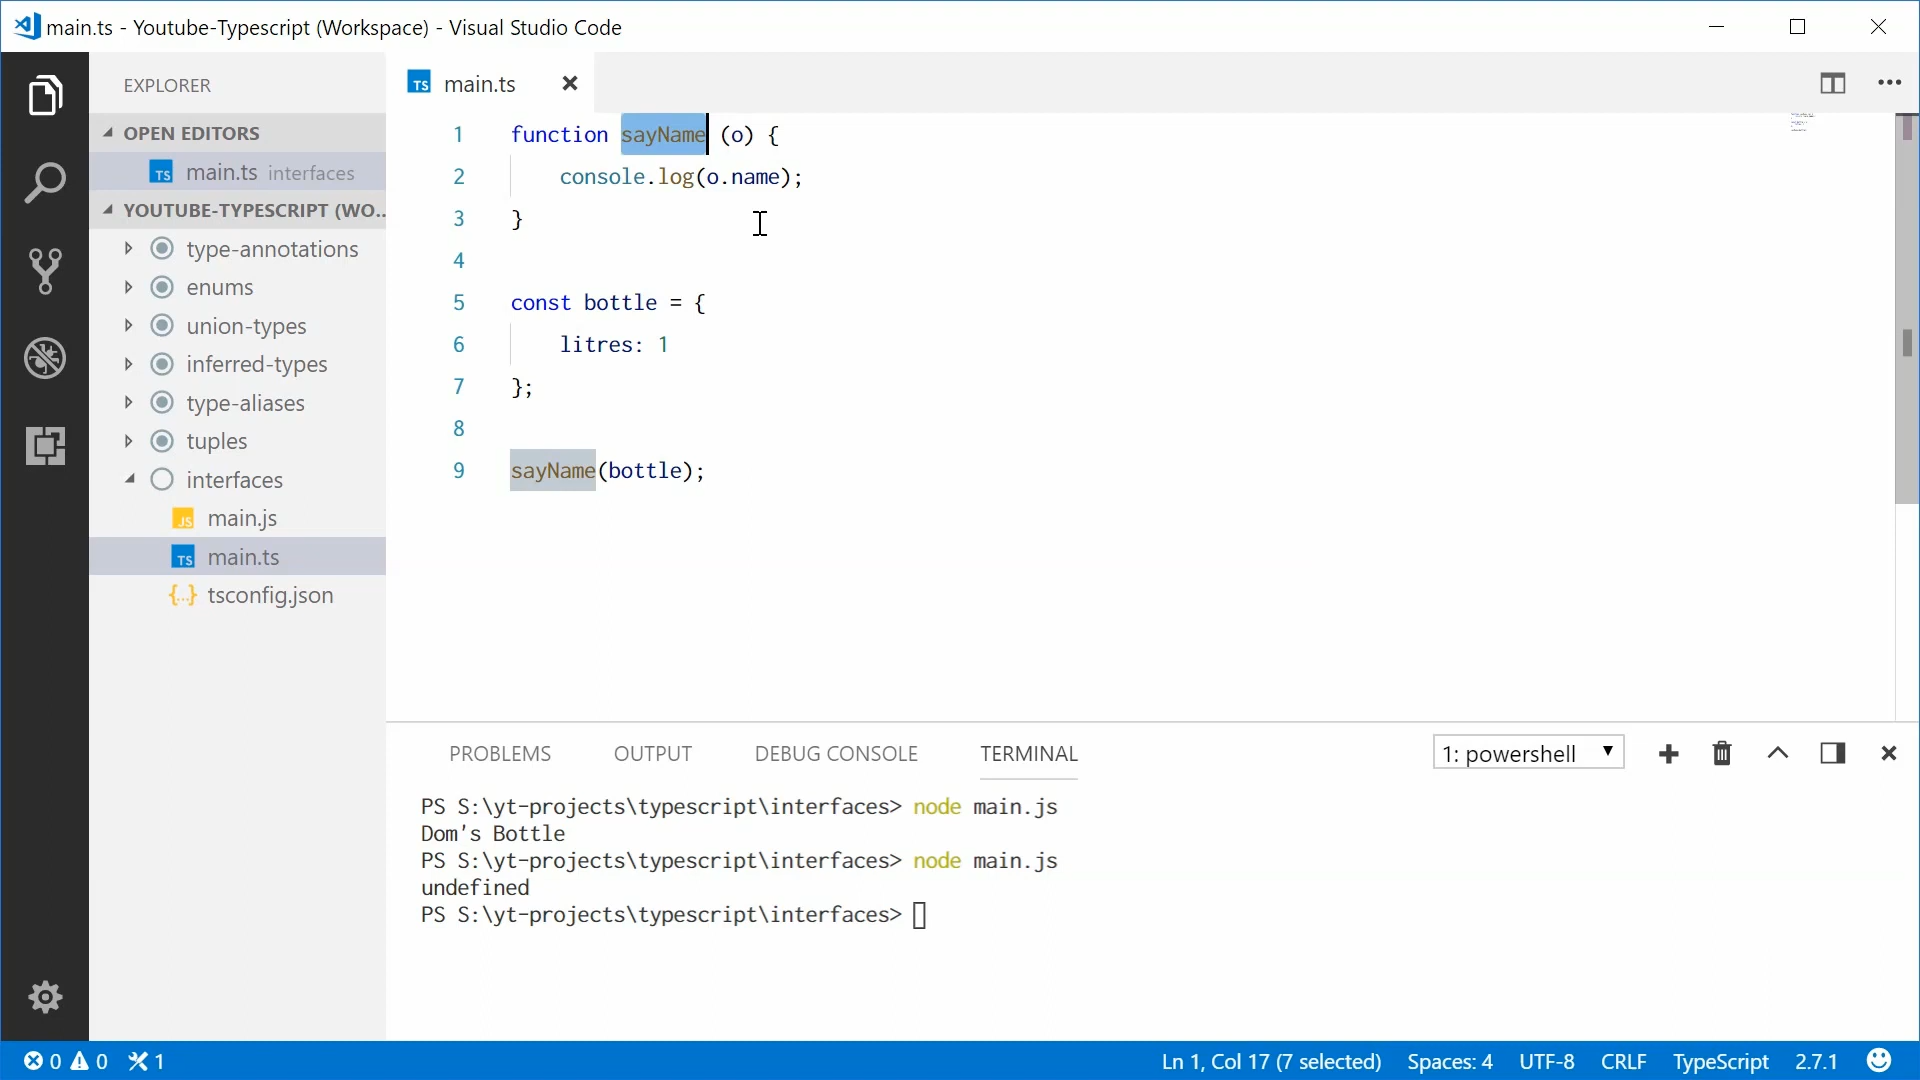 main.ts - Youtube-Typescript (Workspace) - Visual Studio Code
EXPLORER
OPEN EDITORS
TS main.ts interfaces
YOUTUBE-TYPESCRIPT (WO...
type-annotations
enums
union-types
inferred-types
type-aliases
tuples
interfaces
JS main.js
TS main.ts
{..} tsconfig.json
TS main.ts
1 function sayName (o) {
2 console.log(o.name);
3 }
4
5 const bottle = {
6 litres: 1
7 };
8
9 sayName(bottle);
PROBLEMS OUTPUT DEBUG CONSOLE TERMINAL 1: powershell
PS S:\yt-projects\typescript\interfaces> node main.js
Dom's Bottle
PS S:\yt-projects\typescript\interfaces> node main.js
undefined
PS S:\yt-projects\typescript\interfaces>
0 0 1 Ln 1, Col 17 (7 selected) Spaces: 4 UTF-8 CRLF TypeScript 2.7.1